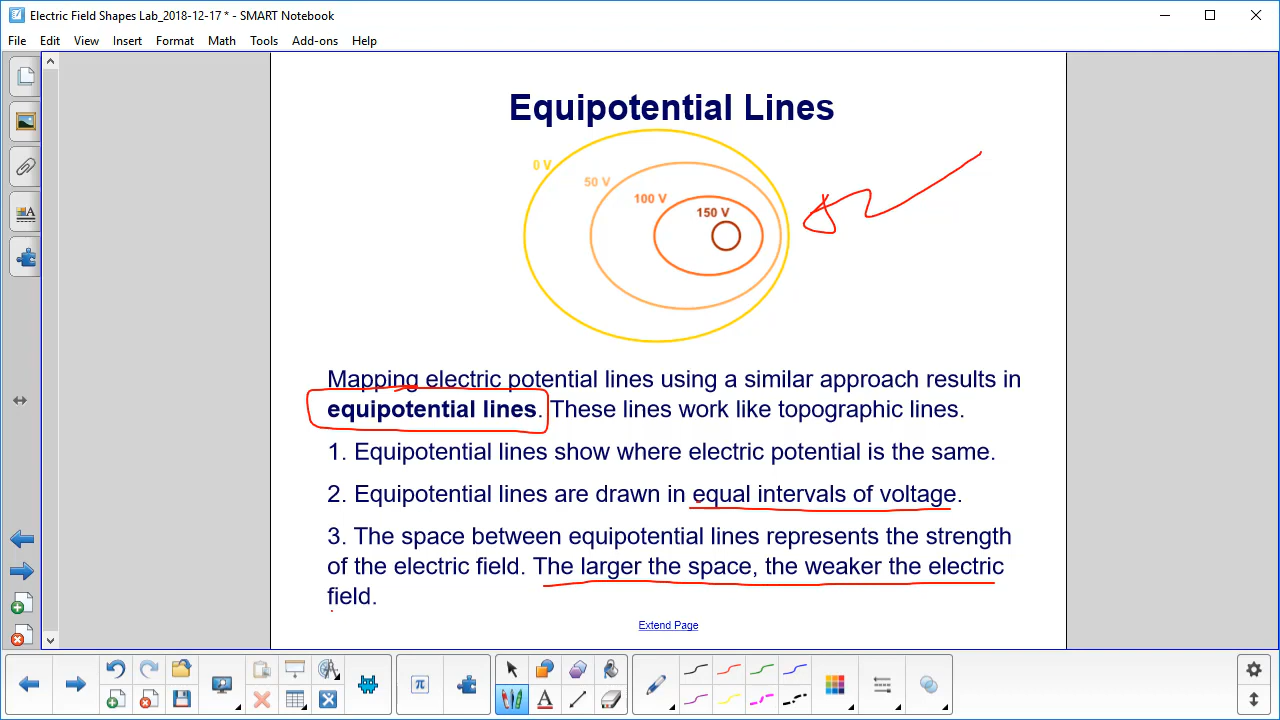 Electric Field Shapes Lab_2018-12-17 * - SMART Notebook
File Edit View Insert Format Math Tools Add-ons Help
Equipotential Lines
0 V
50 V
100 V
150 V
Mapping electric potential lines using a similar approach results in
equipotential lines. These lines work like topographic lines.
1. Equipotential lines show where electric potential is the same.
2. Equipotential lines are drawn in equal intervals of voltage.
3. The space between equipotential lines represents the strength
of the electric field. The larger the space, the weaker the electric
field.
Extend Page
π
A